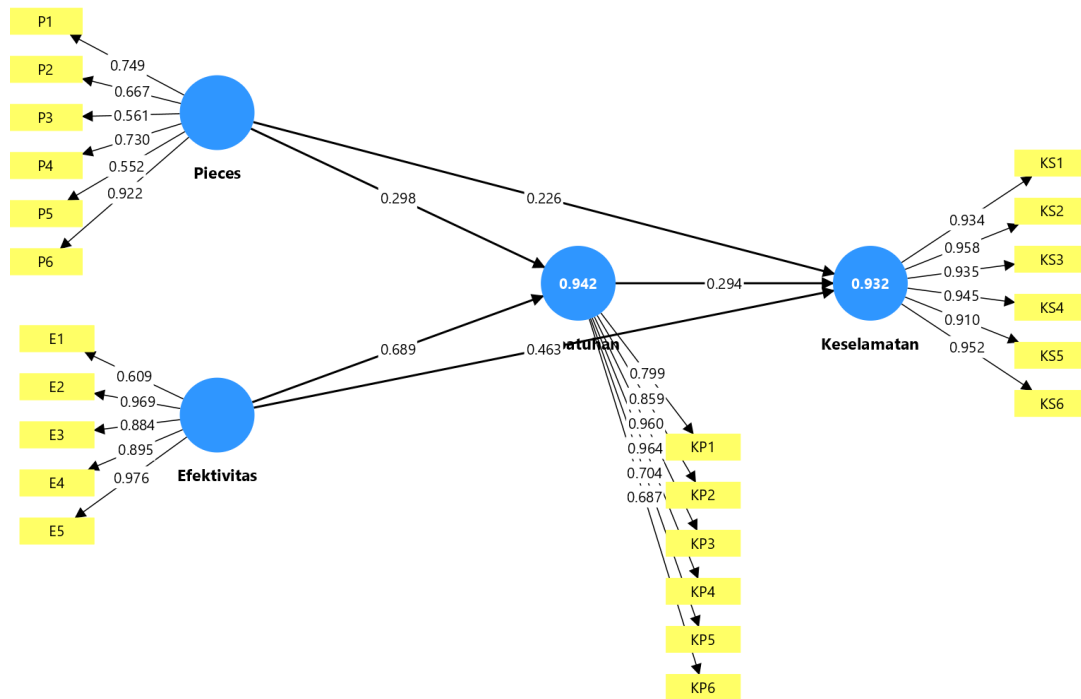 P1
P2
P3
P4
P5
P6
0.749
0.667
0.561
0.730
0.552
0.922
Pieces
0.298
0.226
E1
E2
E3
E4
E5
0.609
0.969
0.884
0.895
0.976
Efektivitas
0.689
0.463
0.942
atuhan
0.294
0.799
0.859
0.960
0.964
0.704
0.687
KP1
KP2
KP3
KP4
KP5
KP6
0.932
Keselamatan
0.934
0.958
0.935
0.945
0.910
0.952
KS1
KS2
KS3
KS4
KS5
KS6